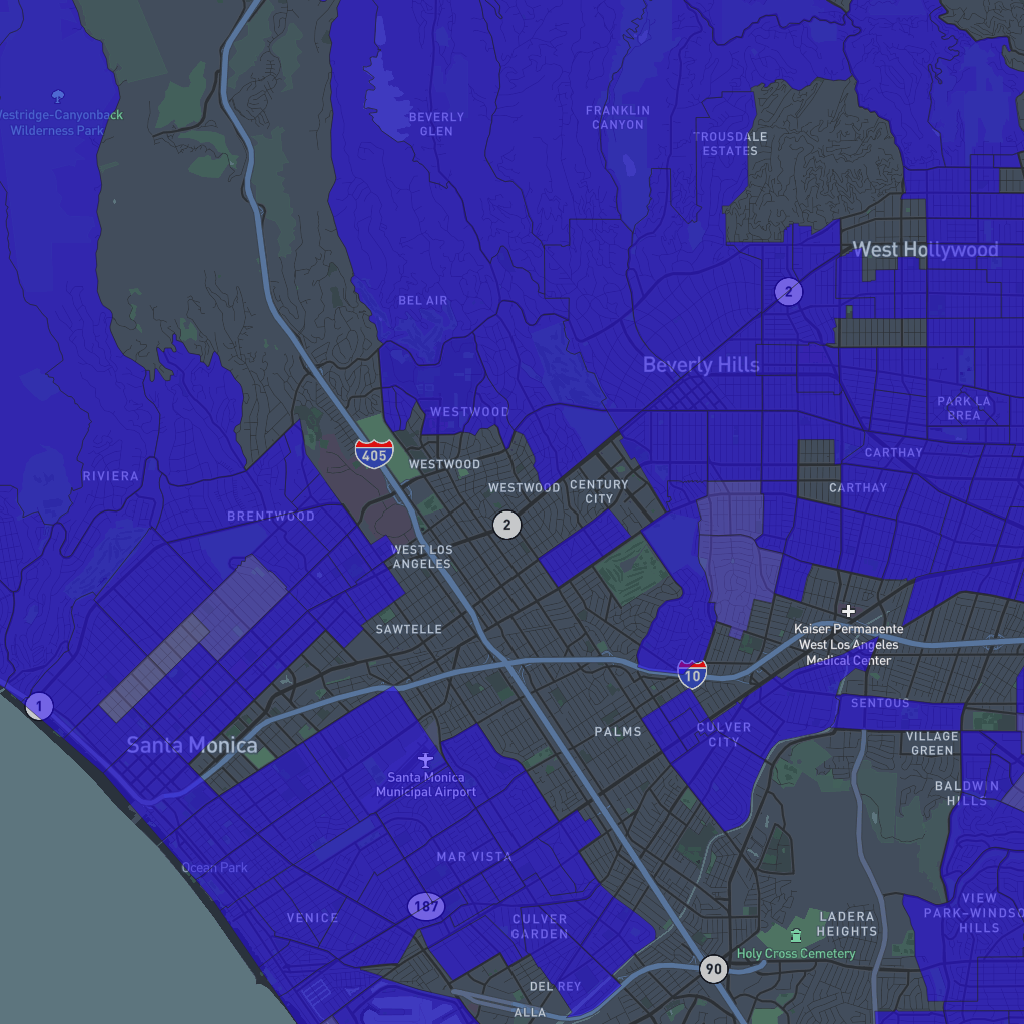 Westridge-Canyonback
Wilderness Park
BEVERLY
GLEN
FRANKLIN
CANYON
TROUSDALE
ESTATES
West Hollywood
2
BEL AIR
Beverly Hills
PARK LA
BREA
WESTWOOD
405
WESTWOOD
CARTHAY
RIVIERA
WESTWOOD
CENTURY
CITY
CARTHAY
BRENTWOOD
2
WEST LOS
ANGELES
SAWTELLE
Kaiser Permanente
West Los Angeles
Medical Center
10
1
SENTOUS
Santa Monica
PALMS
CULVER
CITY
VILLAGE
GREEN
Santa Monica
Municipal Airport
BALDWIN
HILLS
MAR VISTA
Ocean Park
187
VENICE
CULVER
GARDEN
LADERA
HEIGHTS
VIEW
PARK-WINDSO
HILLS
Holy Cross Cemetery
90
DEL REY
ALLA